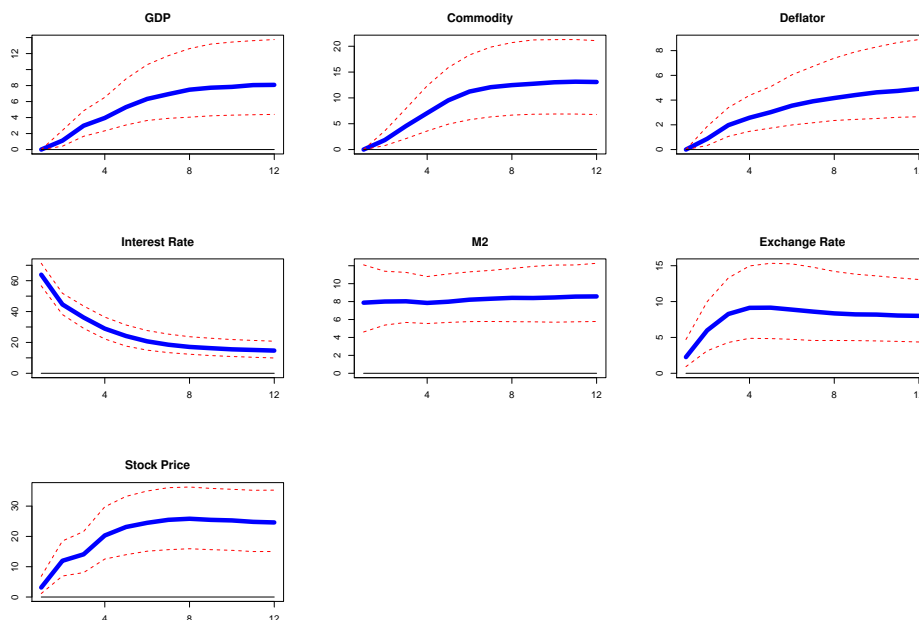 GDP
0 2 4 6 8 12
4 8 12
Commodity
0 5 10 15 20
4 8 12
Deflator
0 2 4 6 8
4 8 12
Interest Rate
0 20 40 60
4 8 12
M2
0 2 4 6 8 10
4 8 12
Exchange Rate
0 5 10 15
4 8 12
Stock Price
0 10 20 30
4 8 12